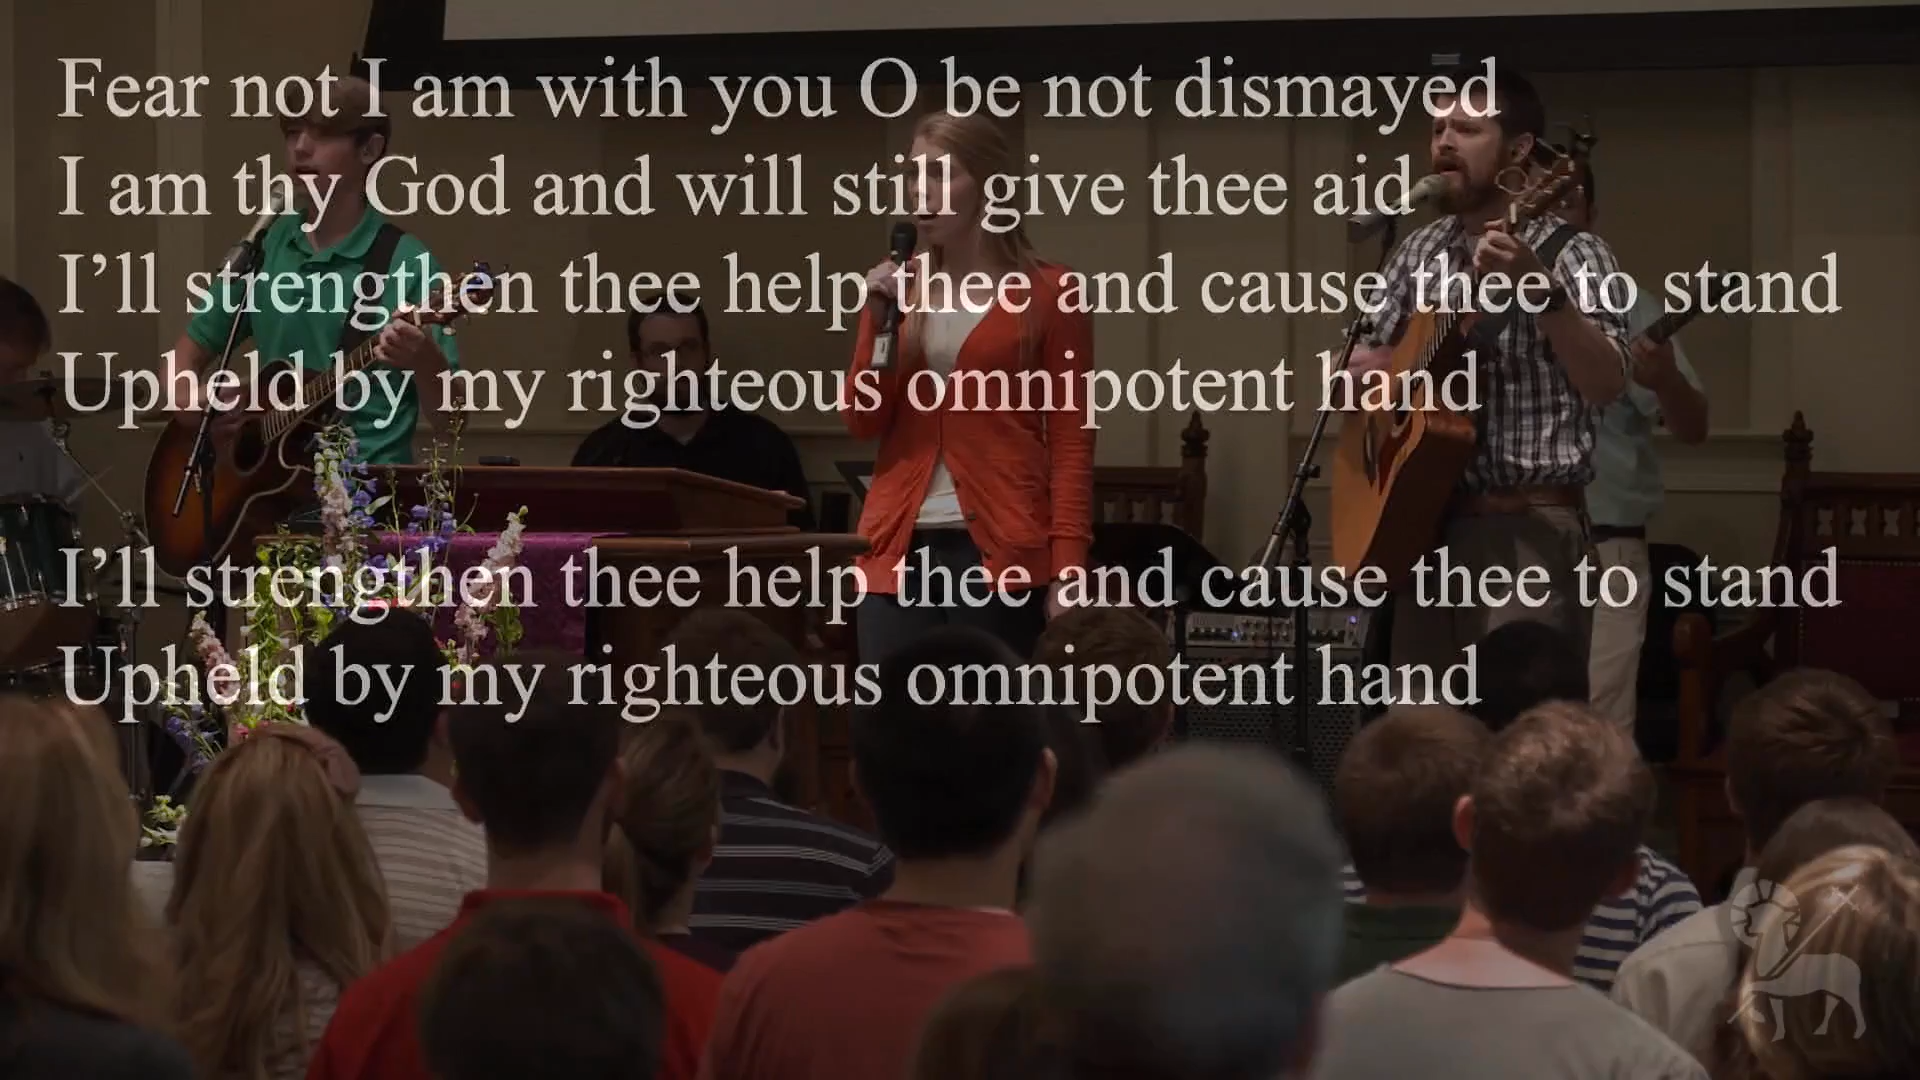 Fear not I am with you O be not dismayed
I am thy God and will still give thee aid
I’ll strengthen thee help thee and cause thee to stand
Upheld by my righteous omnipotent hand
I’ll strengthen thee help thee and cause thee to stand
Upheld by my righteous omnipotent hand